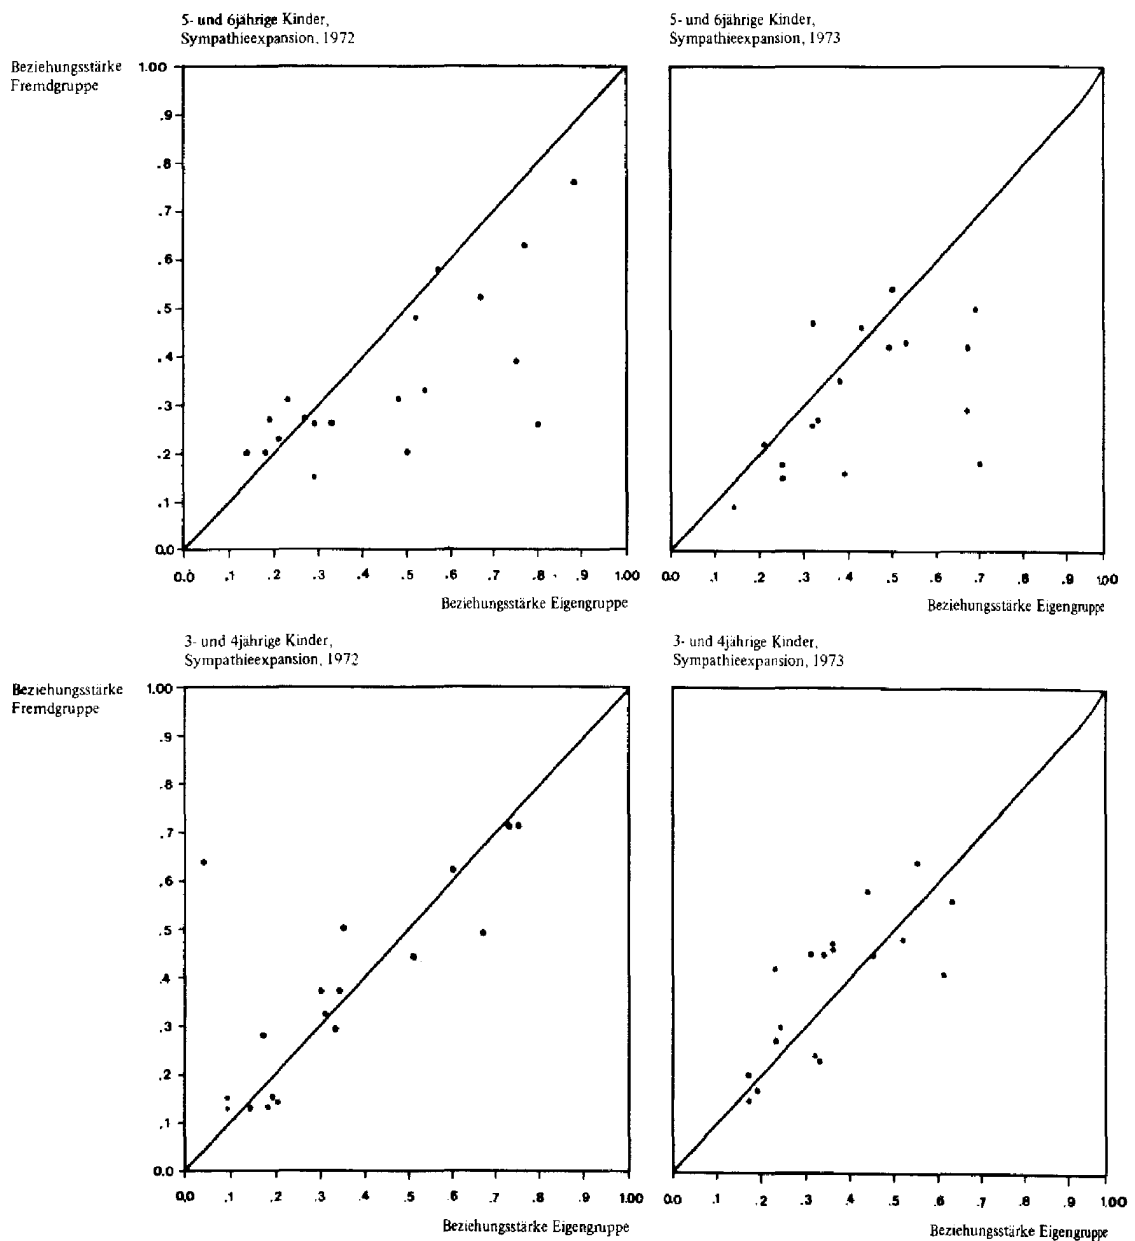 5- und 6jährige Kinder,
Sympathieexpansion, 1972
Beziehungsstärke
Fremdgruppe
1.00
.9
.8
.7
.6
.5
.4
.3
.2
.1
0.0
0.0 .1 .2 .3 .4 .5 .6 .7 .8 .9 1.00
Beziehungsstärke Eigengruppe
5- und 6jährige Kinder,
Sympathieexpansion, 1973
0.0 .1 .2 .3 .4 .5 .6 .7 .8 .9 1.00
Beziehungsstärke Eigengruppe
3- und 4jährige Kinder,
Sympathieexpansion, 1972
Beziehungsstärke
Fremdgruppe
1.00
.9
.8
.7
.6
.5
.4
.3
.2
.1
0.0
0.0 .1 .2 .3 .4 .5 .6 .7 .8 .9 1.00
Beziehungsstärke Eigengruppe
3- und 4jährige Kinder,
Sympathieexpansion, 1973
0.0 .1 .2 .3 .4 .5 .6 .7 .8 .9 1.00
Beziehungsstärke Eigengruppe